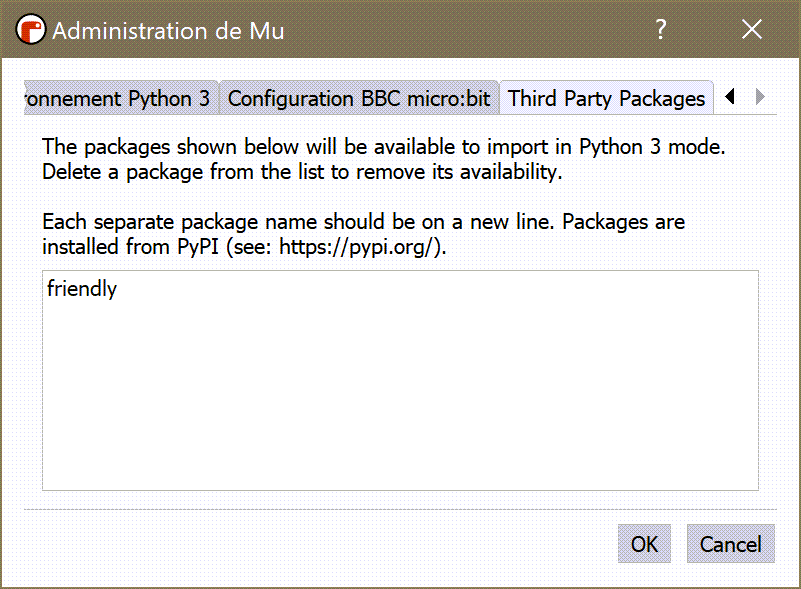 Administration de Mu ?
onnement Python 3 Configuration BBC micro:bit Third Party Packages
The packages shown below will be available to import in Python 3 mode.
Delete a package from the list to remove its availability.
Each separate package name should be on a new line. Packages are
installed from PyPI (see: https://pypi.org/).
friendly
OK Cancel